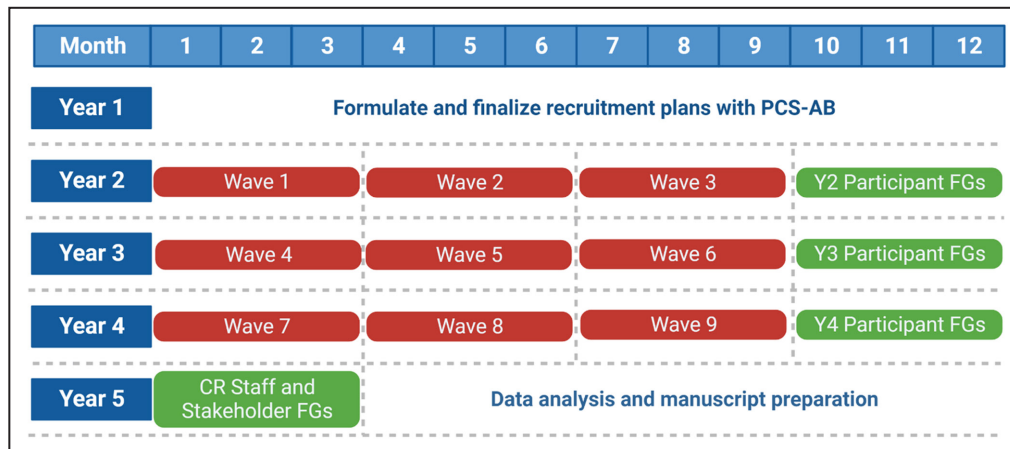 Month 1 2 3 4 5 6 7 8 9 10 11 12
Year 1 Formulate and finalize recruitment plans with PCS-AB
Year 2 Wave 1 Wave 2 Wave 3 Y2 Participant FGs
Year 3 Wave 4 Wave 5 Wave 6 Y3 Participant FGs
Year 4 Wave 7 Wave 8 Wave 9 Y4 Participant FGs
Year 5 CR Staff and
Stakeholder FGs Data analysis and manuscript preparation